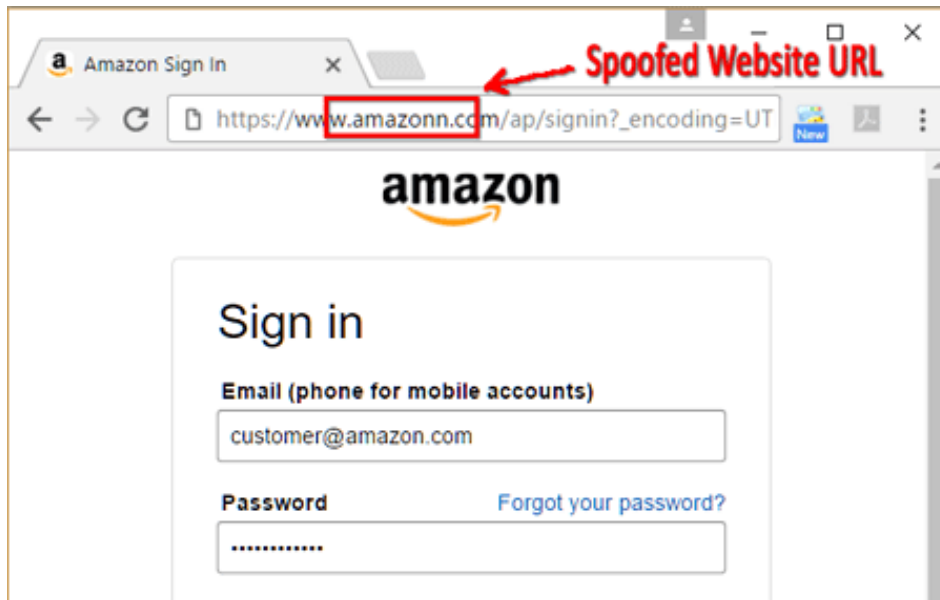 Amazon Sign In
Spoofed Website URL
https://www.amazonn.com/ap/signin?_encoding=UT
New
amazon
Sign in
Email (phone for mobile accounts)
customer@amazon.com
Password Forgot your password?
••••••••••••